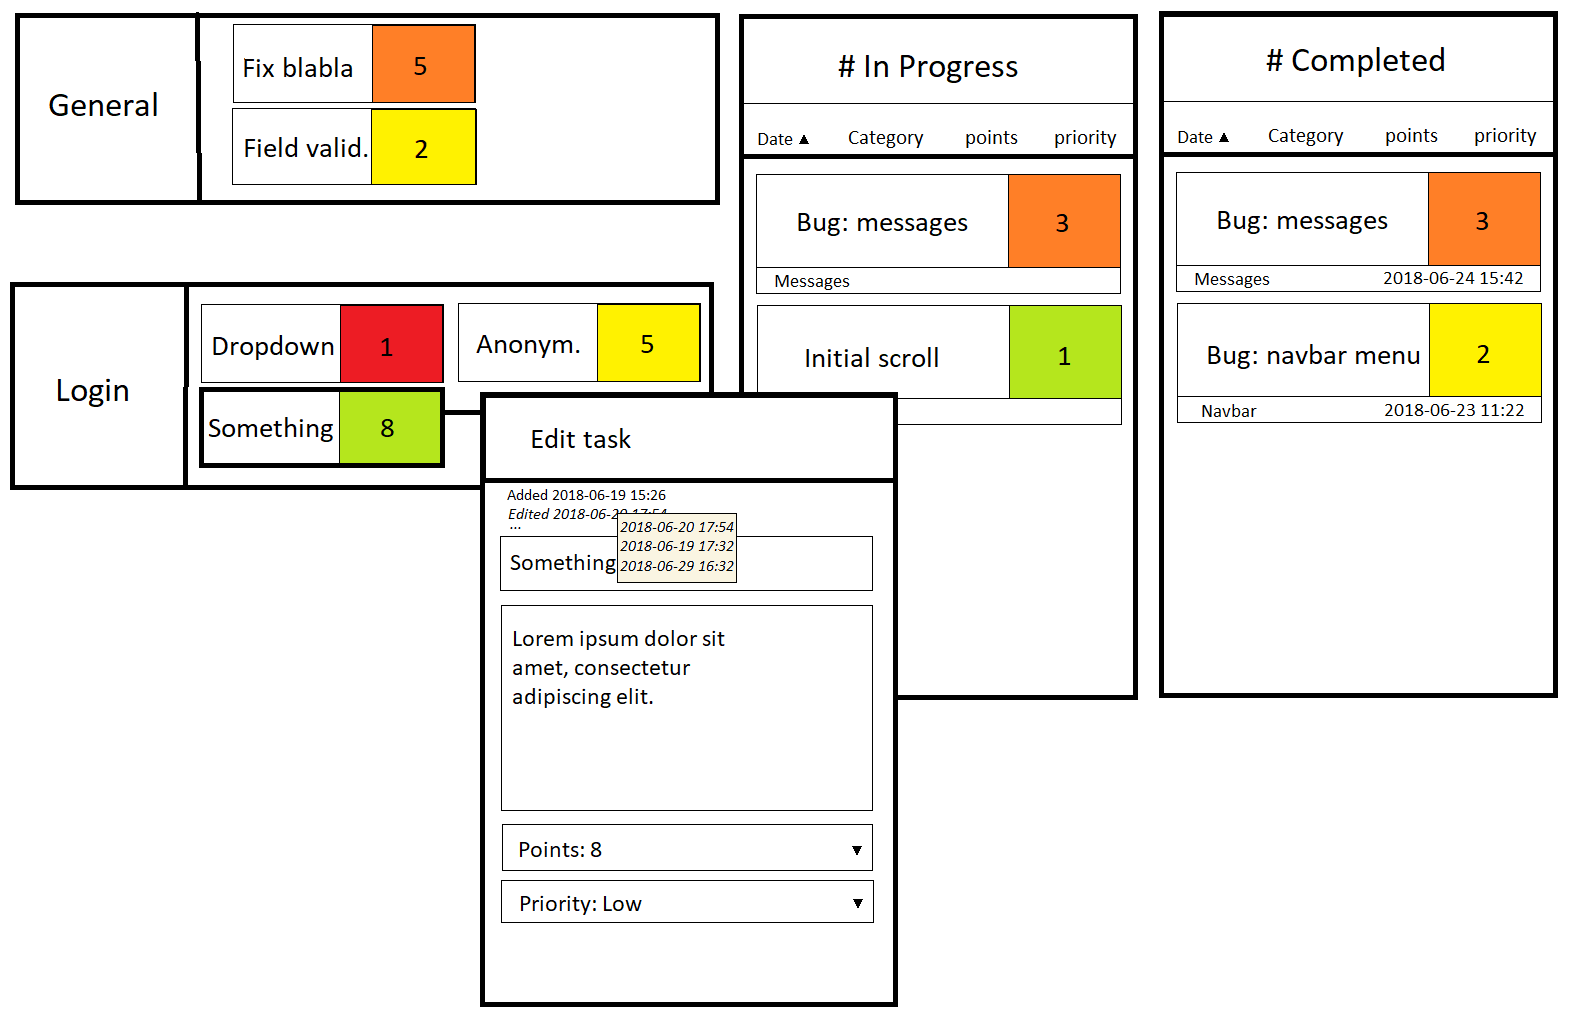 General
Fix blabla 5
Field valid. 2
Login
Dropdown 1
Anonym. 5
Something 8
Edit task
Added 2018-06-19 15:26
Edited 2018-06-20 17:54
...
2018-06-20 17:54
2018-06-19 17:32
2018-06-29 16:32
Something
Lorem ipsum dolor sit
amet, consectetur
adipiscing elit.
Points: 8 ▼
Priority: Low ▼
# In Progress
Date ▲ Category points priority
Bug: messages 3
Messages
Initial scroll 1
# Completed
Date ▲ Category points priority
Bug: messages 3
Messages 2018-06-24 15:42
Bug: navbar menu 2
Navbar 2018-06-23 11:22